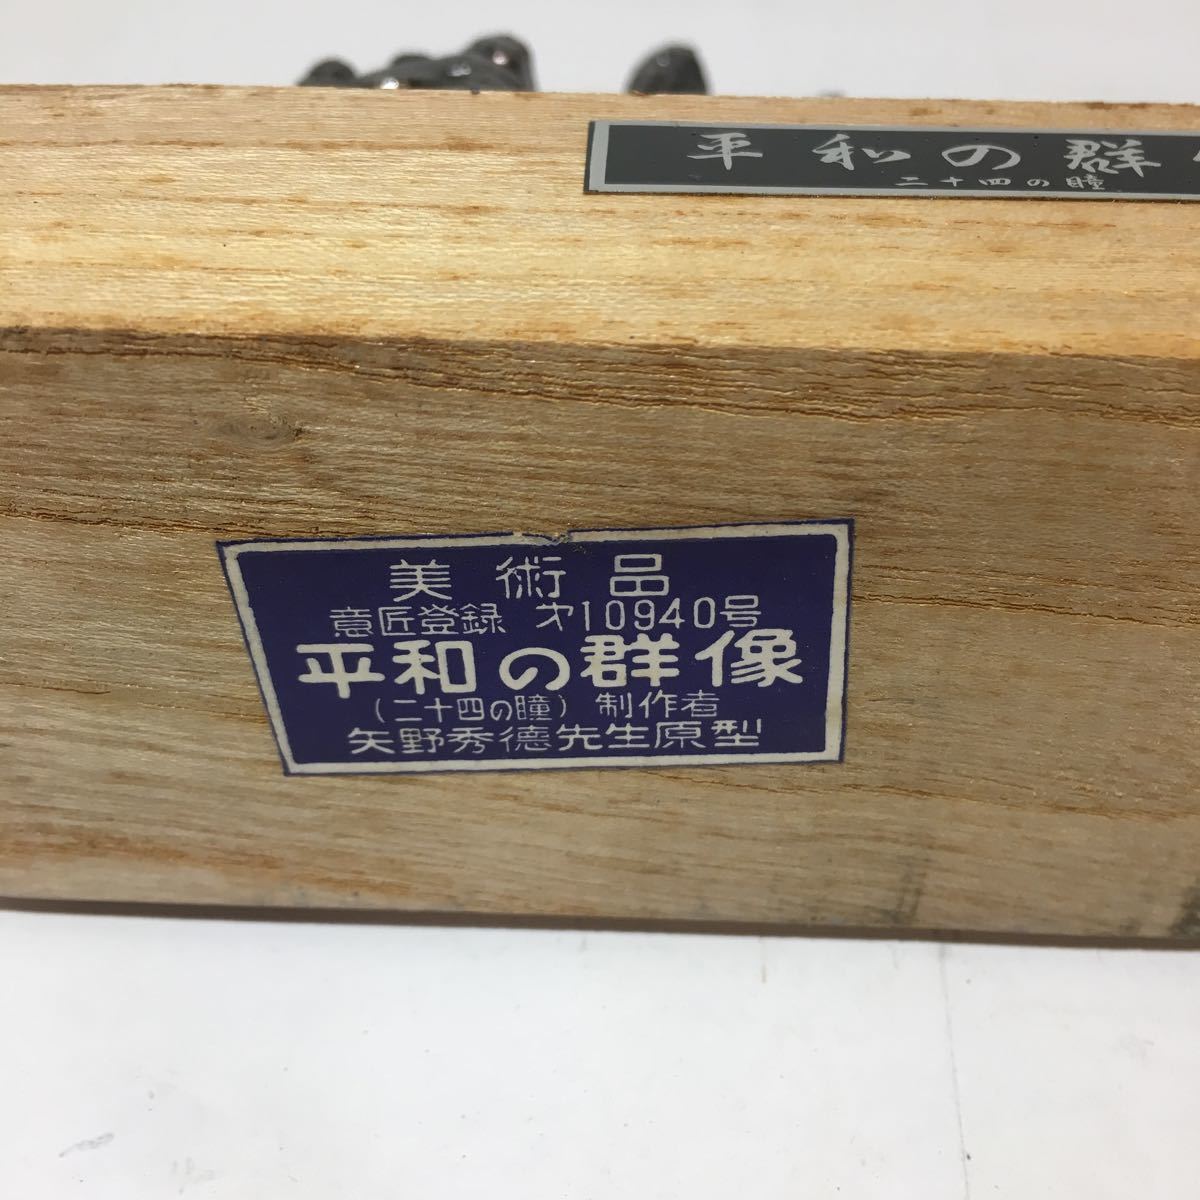 平和の群
二十四の瞳
美術品
意匠登録 才10940号
平和の群像
(二十四の瞳) 制作者
矢野秀德先生原型